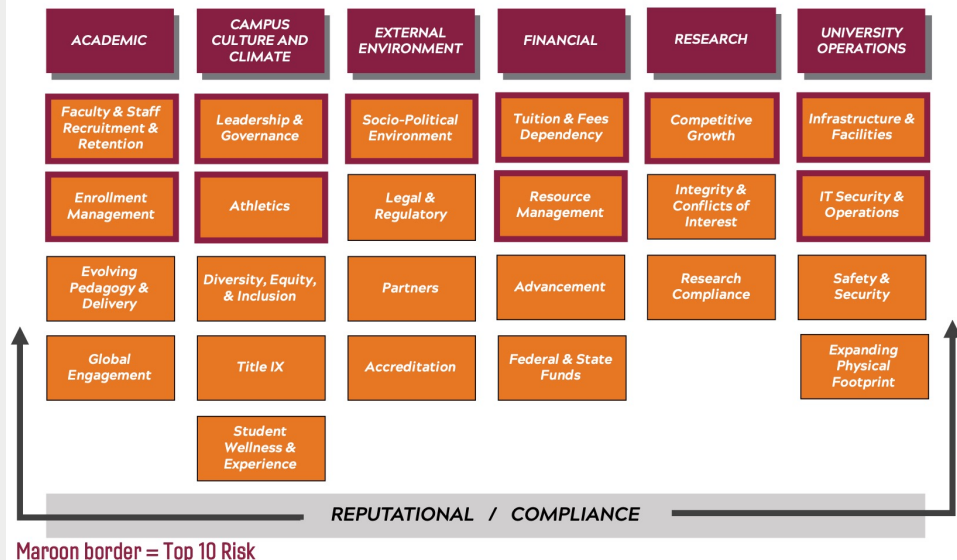 ACADEMIC
CAMPUS
CULTURE AND
CLIMATE
EXTERNAL
ENVIRONMENT
FINANCIAL
RESEARCH
UNIVERSITY
OPERATIONS
Faculty & Staff
Recruitment &
Retention
Leadership &
Governance
Socio-Political
Environment
Tuition & Fees
Dependency
Competitive
Growth
Infrastructure &
Facilities
Enrollment
Management
Athletics
Legal &
Regulatory
Resource
Management
Integrity &
Conflicts of
Interest
IT Security &
Operations
Evolving
Pedagogy &
Delivery
Diversity, Equity,
& Inclusion
Partners
Advancement
Research
Compliance
Safety &
Security
Global
Engagement
Title IX
Accreditation
Federal & State
Funds
Expanding
Physical
Footprint
Student
Wellness &
Experience
REPUTATIONAL / COMPLIANCE
Maroon border = Top 10 Risk